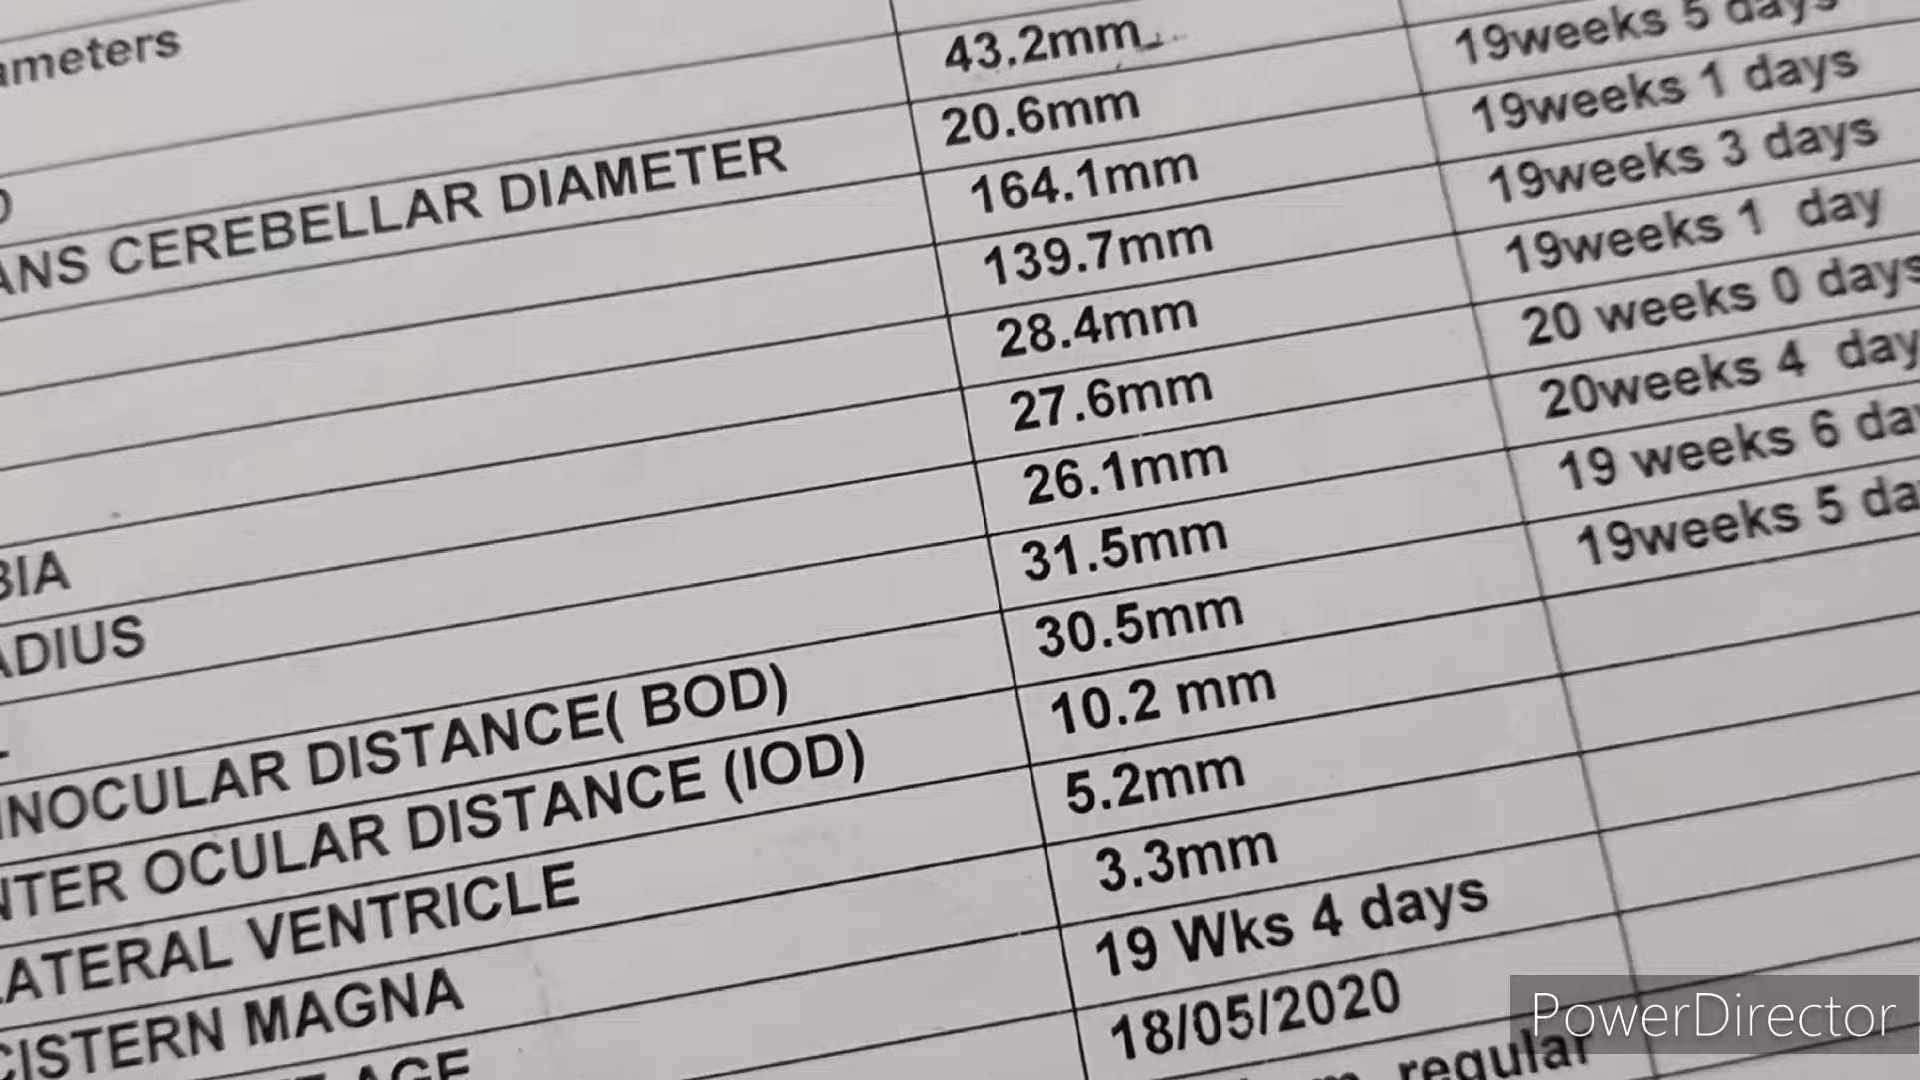 ameters
D 43.2mm
ANS CEREBELLAR DIAMETER 20.6mm 19weeks 5 days
164.1mm 19weeks 1 days
139.7mm 19weeks 3 days
28.4mm 19weeks 1 day
BIA 27.6mm 20 weeks 0 days
ADIUS 26.1mm 20weeks 4 day
31.5mm 19 weeks 6 da
INOCULAR DISTANCE( BOD) 30.5mm 19weeks 5 da
NTER OCULAR DISTANCE (IOD) 10.2 mm
LATERAL VENTRICLE 5.2mm
CISTERN MAGNA 3.3mm
AGE 19 Wks 4 days
18/05/2020
regular
PowerDirector